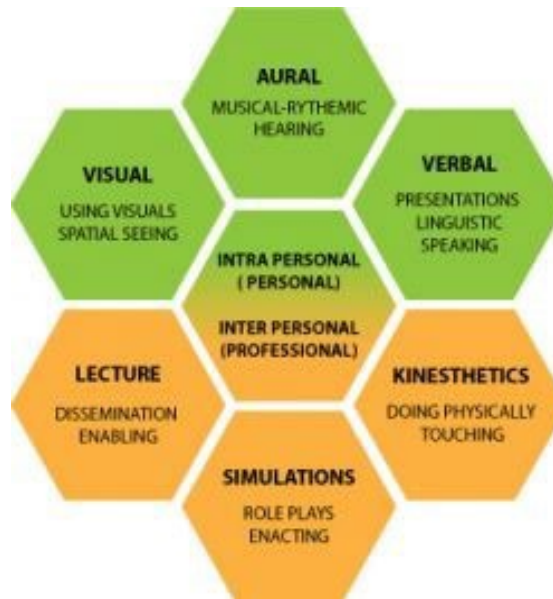 AURAL
MUSICAL-RYTHEMIC
HEARING
VISUAL
USING VISUALS
SPATIAL SEEING
VERBAL
PRESENTATIONS
LINGUISTIC
SPEAKING
INTRA PERSONAL
( PERSONAL)
INTER PERSONAL
(PROFESSIONAL)
LECTURE
DISSEMINATION
ENABLING
KINESTHETICS
DOING PHYSICALLY
TOUCHING
SIMULATIONS
ROLE PLAYS
ENACTING